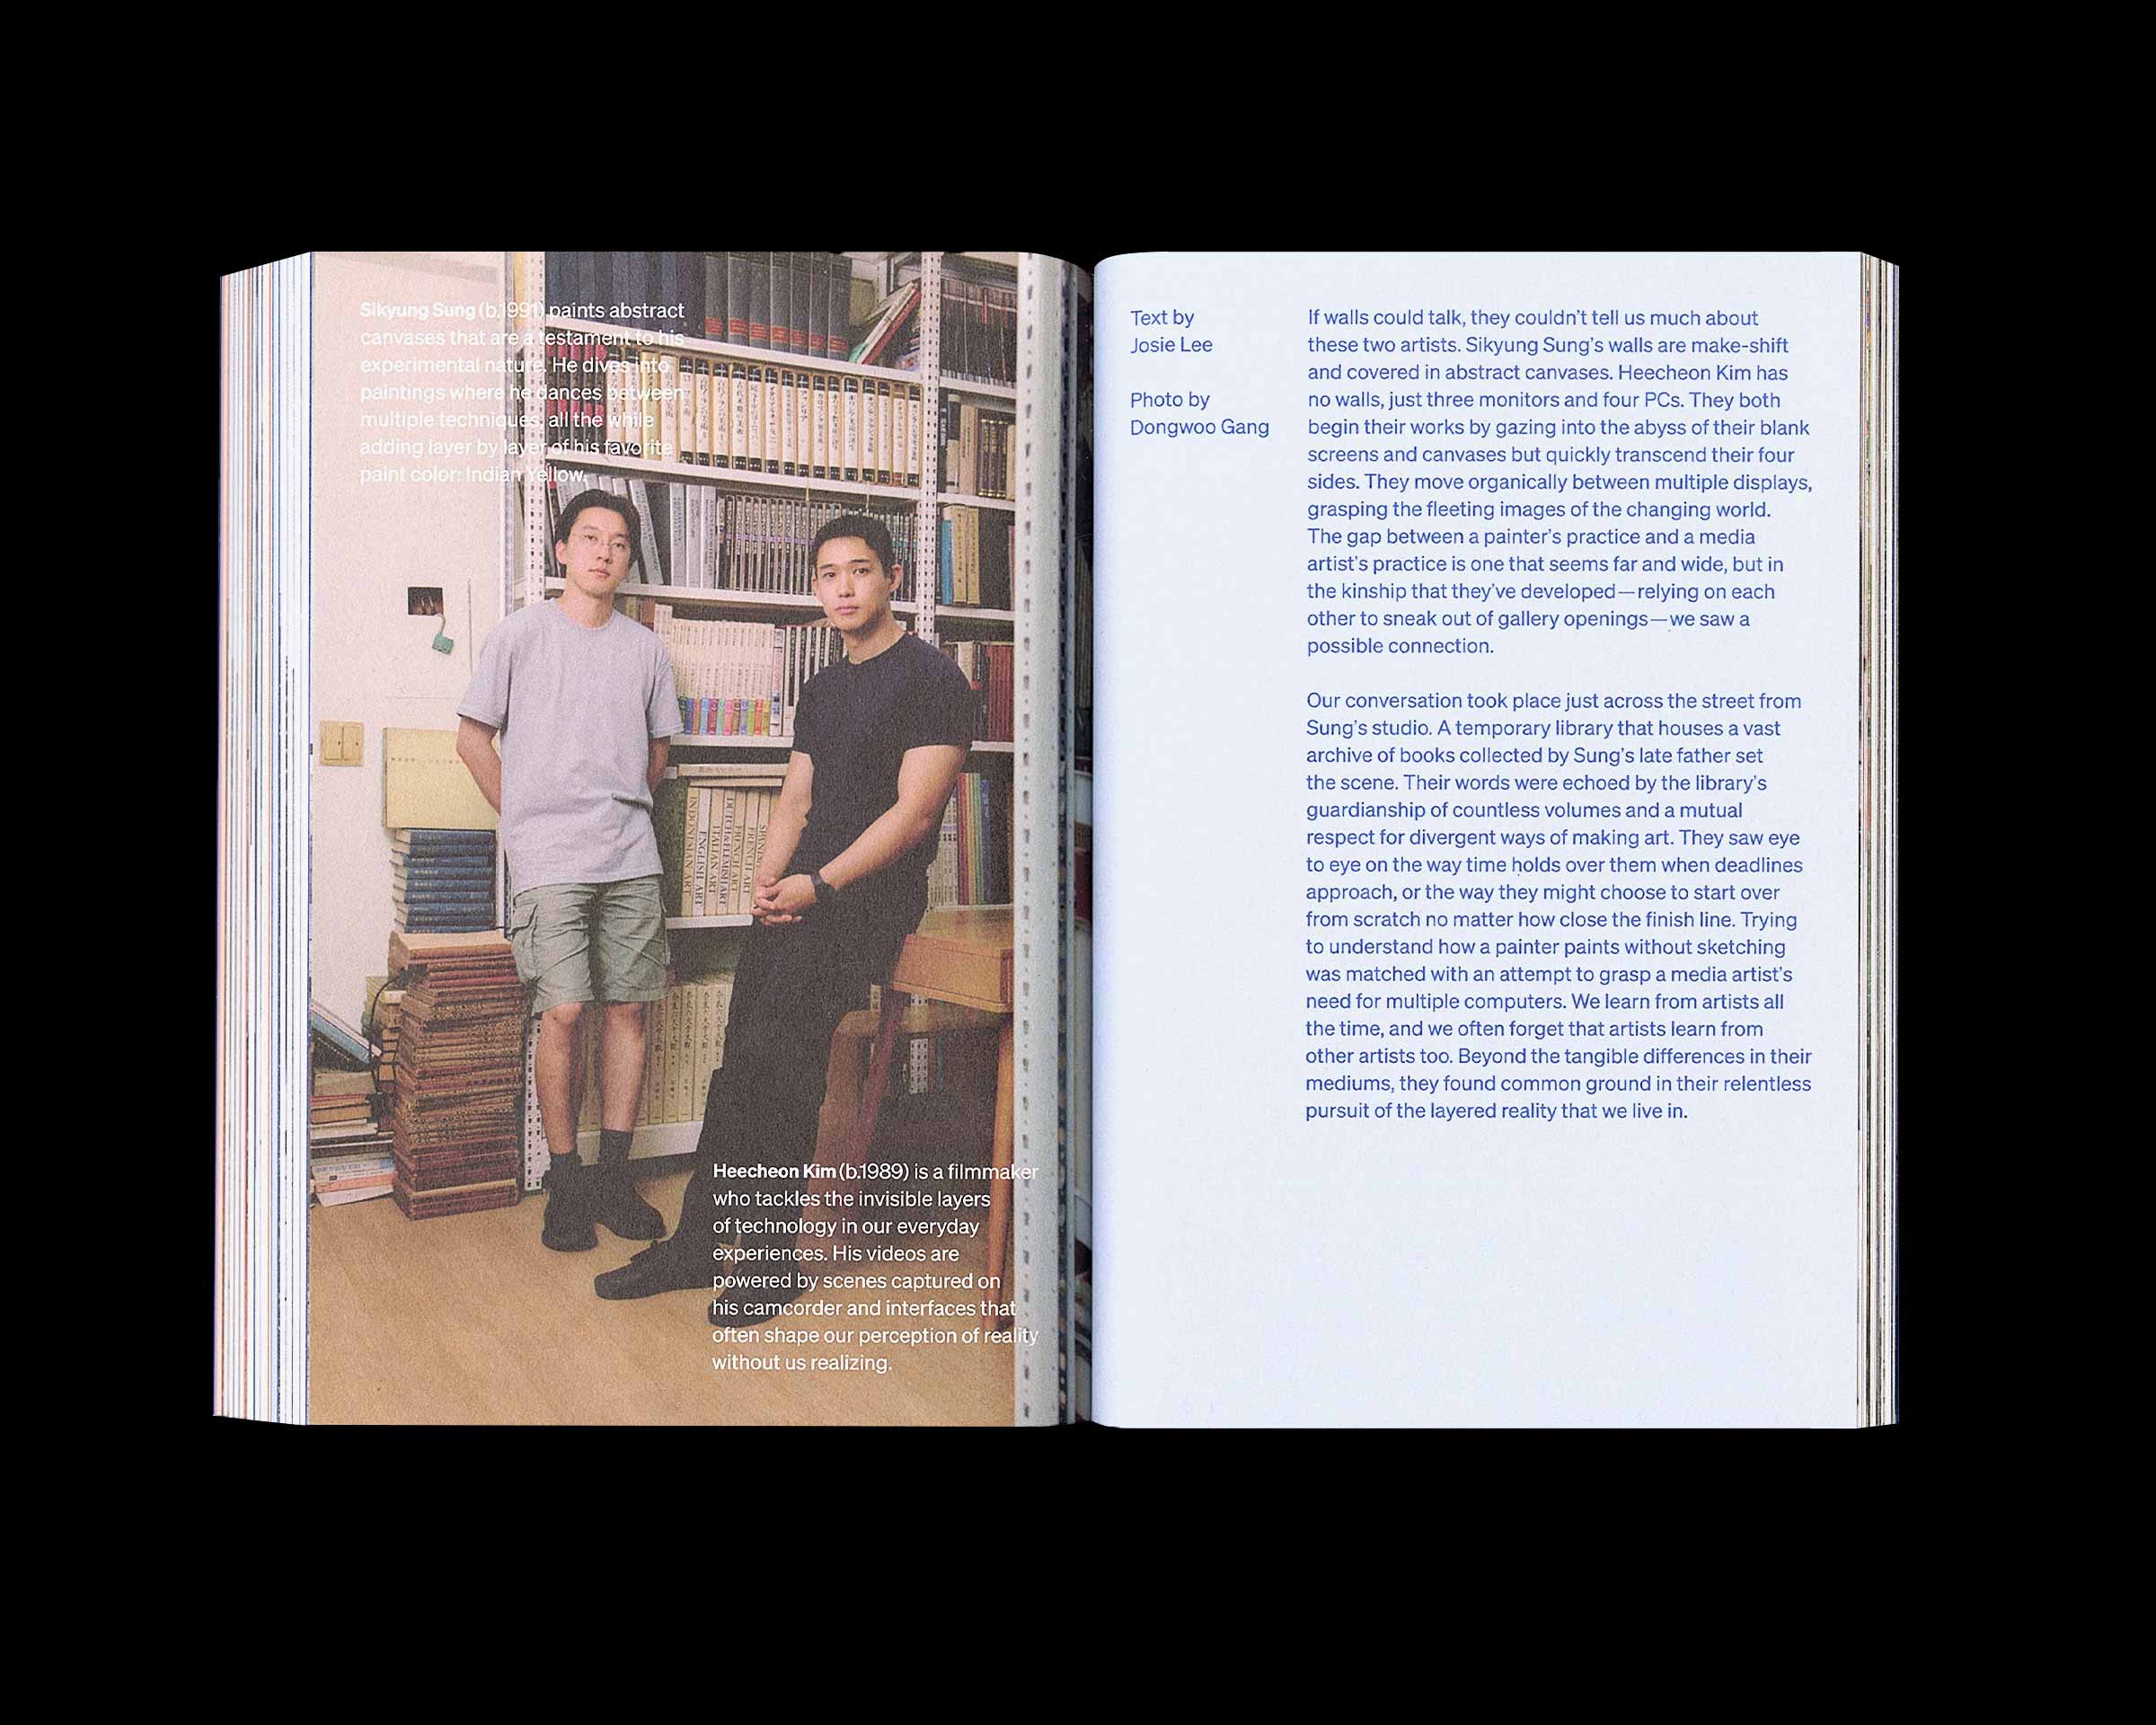 Sikyung Sung (b.1991) paints abstract
canvases that are a testament to his
experimental nature. He dives into
paintings where he dances between
multiple techniques, all the while
adding layer by layer of his favorite
paint color: Indian Yellow.
INDONESIAN ART
ENGLISH ART
ITALIAN ART
DUTCH & FLEMISH ART
FRENCH ART
FRENCH ART
SPANISH ART
Heecheon Kim (b.1989) is a filmmaker
who tackles the invisible layers
of technology in our everyday
experiences. His videos are
powered by scenes captured on
his camcorder and interfaces that
often shape our perception of reality
without us realizing.
Text by
Josie Lee
Photo by
Dongwoo Gang
If walls could talk, they couldn’t tell us much about
these two artists. Sikyung Sung’s walls are make-shift
and covered in abstract canvases. Heecheon Kim has
no walls, just three monitors and four PCs. They both
begin their works by gazing into the abyss of their blank
screens and canvases but quickly transcend their four
sides. They move organically between multiple displays,
grasping the fleeting images of the changing world.
The gap between a painter’s practice and a media
artist’s practice is one that seems far and wide, but in
the kinship that they’ve developed—relying on each
other to sneak out of gallery openings—we saw a
possible connection.
Our conversation took place just across the street from
Sung’s studio. A temporary library that houses a vast
archive of books collected by Sung’s late father set
the scene. Their words were echoed by the library’s
guardianship of countless volumes and a mutual
respect for divergent ways of making art. They saw eye
to eye on the way time holds over them when deadlines
approach, or the way they might choose to start over
from scratch no matter how close the finish line. Trying
to understand how a painter paints without sketching
was matched with an attempt to grasp a media artist’s
need for multiple computers. We learn from artists all
the time, and we often forget that artists learn from
other artists too. Beyond the tangible differences in their
mediums, they found common ground in their relentless
pursuit of the layered reality that we live in.